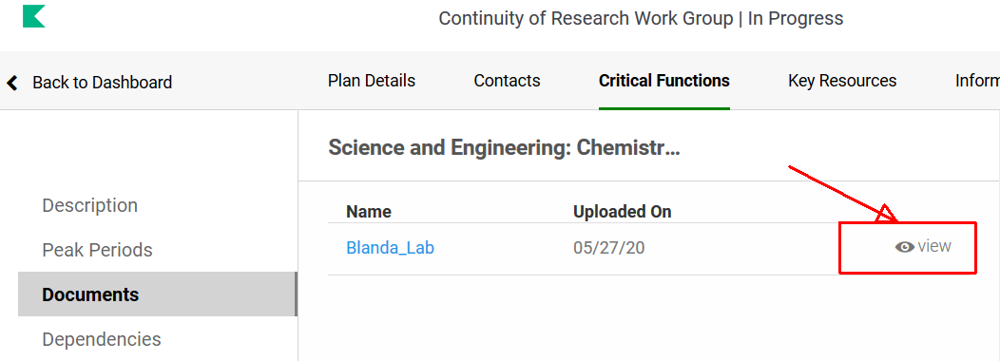 Continuity of Research Work Group | In Progress
Back to Dashboard
Plan Details Contacts Critical Functions Key Resources Inform
Science and Engineering: Chemistr...
Description
Peak Periods
Documents
Dependencies
Name Uploaded On
Blanda_Lab 05/27/20 view